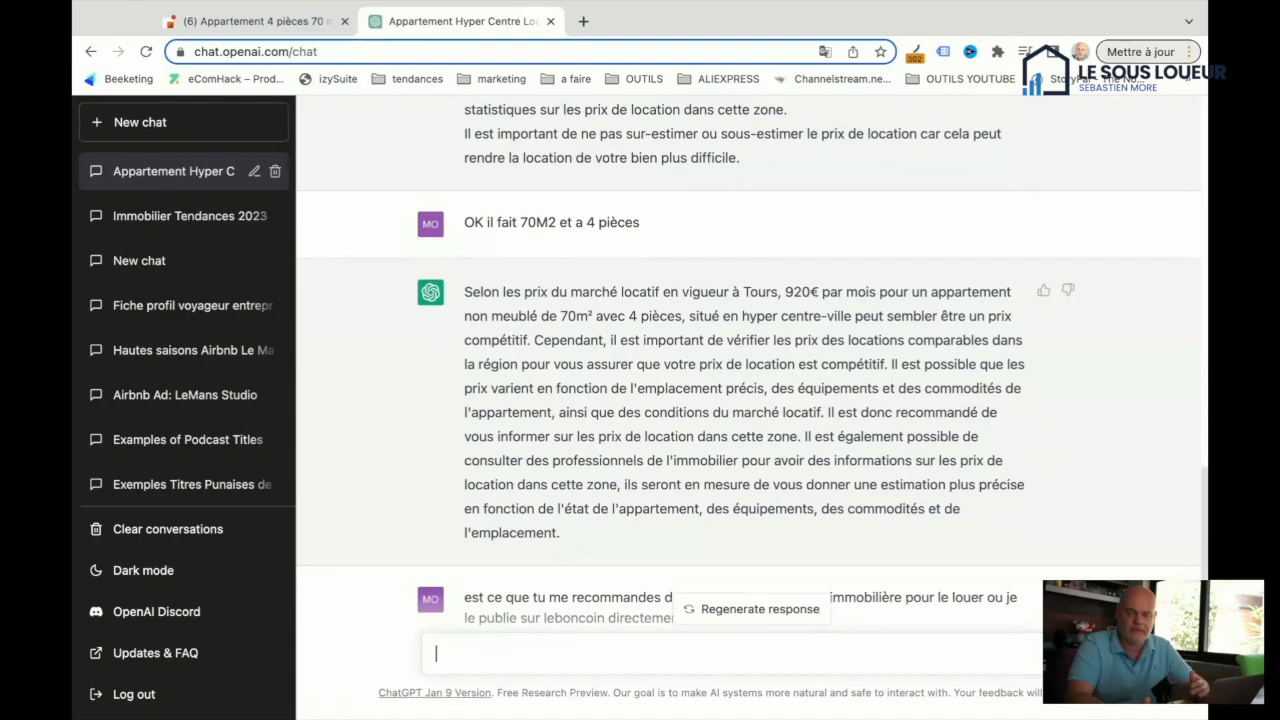 (6) Appartement 4 pièces 70 m
Appartement Hyper Centre Lo
chat.openai.com/chat
302
Mettre à jour
Beeketing
eComHack – Prod...
izySuite
tendances
marketing
a faire
OUTILS
ALIEXPRESS
Channelstream.ne...
OUTILS YOUTUBE
LE SOUS LOUEUR
SEBASTIEN MORE
New chat
Appartement Hyper C
Immobilier Tendances 2023
New chat
Fiche profil voyageur entrepr
Hautes saisons Airbnb Le Ma
Airbnb Ad: LeMans Studio
Examples of Podcast Titles
Exemples Titres Punaises de
Clear conversations
Dark mode
OpenAI Discord
Updates & FAQ
Log out
statistiques sur les prix de location dans cette zone.
Il est important de ne pas sur-estimer ou sous-estimer le prix de location car cela peut
rendre la location de votre bien plus difficile.
MO
OK il fait 70M2 et a 4 pièces
Selon les prix du marché locatif en vigueur à Tours, 920€ par mois pour un appartement
non meublé de 70m² avec 4 pièces, situé en hyper centre-ville peut sembler être un prix
compétitif. Cependant, il est important de vérifier les prix des locations comparables dans
la région pour vous assurer que votre prix de location est compétitif. Il est possible que les
prix varient en fonction de l'emplacement précis, des équipements et des commodités de
l'appartement, ainsi que des conditions du marché locatif. Il est donc recommandé de
vous informer sur les prix de location dans cette zone. Il est également possible de
consulter des professionnels de l'immobilier pour avoir des informations sur les prix de
location dans cette zone, ils seront en mesure de vous donner une estimation plus précise
en fonction de l'état de l'appartement, des équipements, des commodités et de
l'emplacement.
MO
est ce que tu me recommandes d immobilière pour le louer ou je
le publie sur leboncoin directemer
Regenerate response
ChatGPT Jan 9 Version. Free Research Preview. Our goal is to make AI systems more natural and safe to interact with. Your feedback will